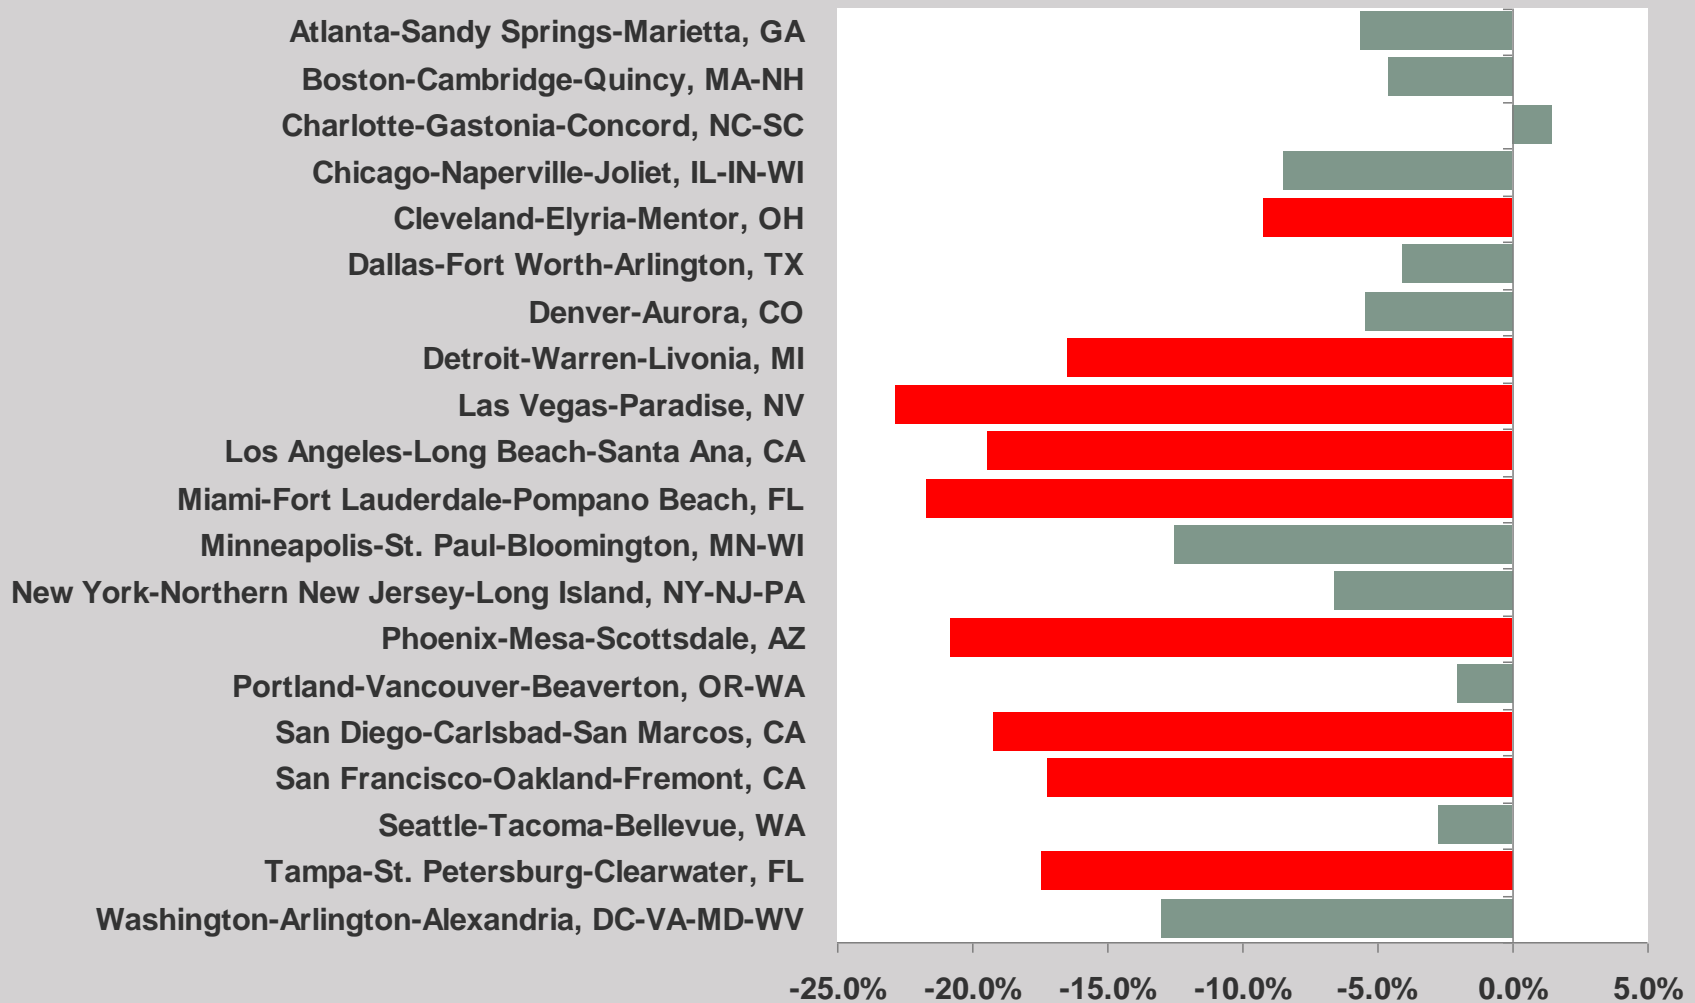 Atlanta-Sandy Springs-Marietta, GA
Boston-Cambridge-Quincy, MA-NH
Charlotte-Gastonia-Concord, NC-SC
Chicago-Naperville-Joliet, IL-IN-WI
Cleveland-Elyria-Mentor, OH
Dallas-Fort Worth-Arlington, TX
Denver-Aurora, CO
Detroit-Warren-Livonia, MI
Las Vegas-Paradise, NV
Los Angeles-Long Beach-Santa Ana, CA
Miami-Fort Lauderdale-Pompano Beach, FL
Minneapolis-St. Paul-Bloomington, MN-WI
New York-Northern New Jersey-Long Island, NY-NJ-PA
Phoenix-Mesa-Scottsdale, AZ
Portland-Vancouver-Beaverton, OR-WA
San Diego-Carlsbad-San Marcos, CA
San Francisco-Oakland-Fremont, CA
Seattle-Tacoma-Bellevue, WA
Tampa-St. Petersburg-Clearwater, FL
Washington-Arlington-Alexandria, DC-VA-MD-WV
-25.0% -20.0% -15.0% -10.0% -5.0% 0.0% 5.0%